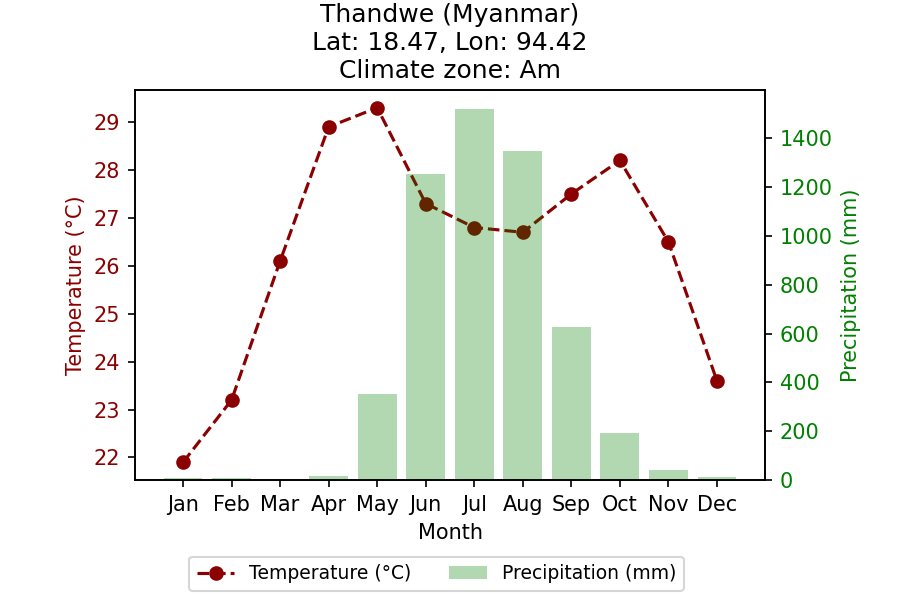 Thandwe (Myanmar)
Lat: 18.47, Lon: 94.42
Climate zone: Am
29
28
27
26
25
24
23
22
Temperature (°C)
1400
1200
1000
800
600
400
200
0
Precipitation (mm)
Jan Feb Mar Apr May Jun Jul Aug Sep Oct Nov Dec
Month
Temperature (°C) Precipitation (mm)